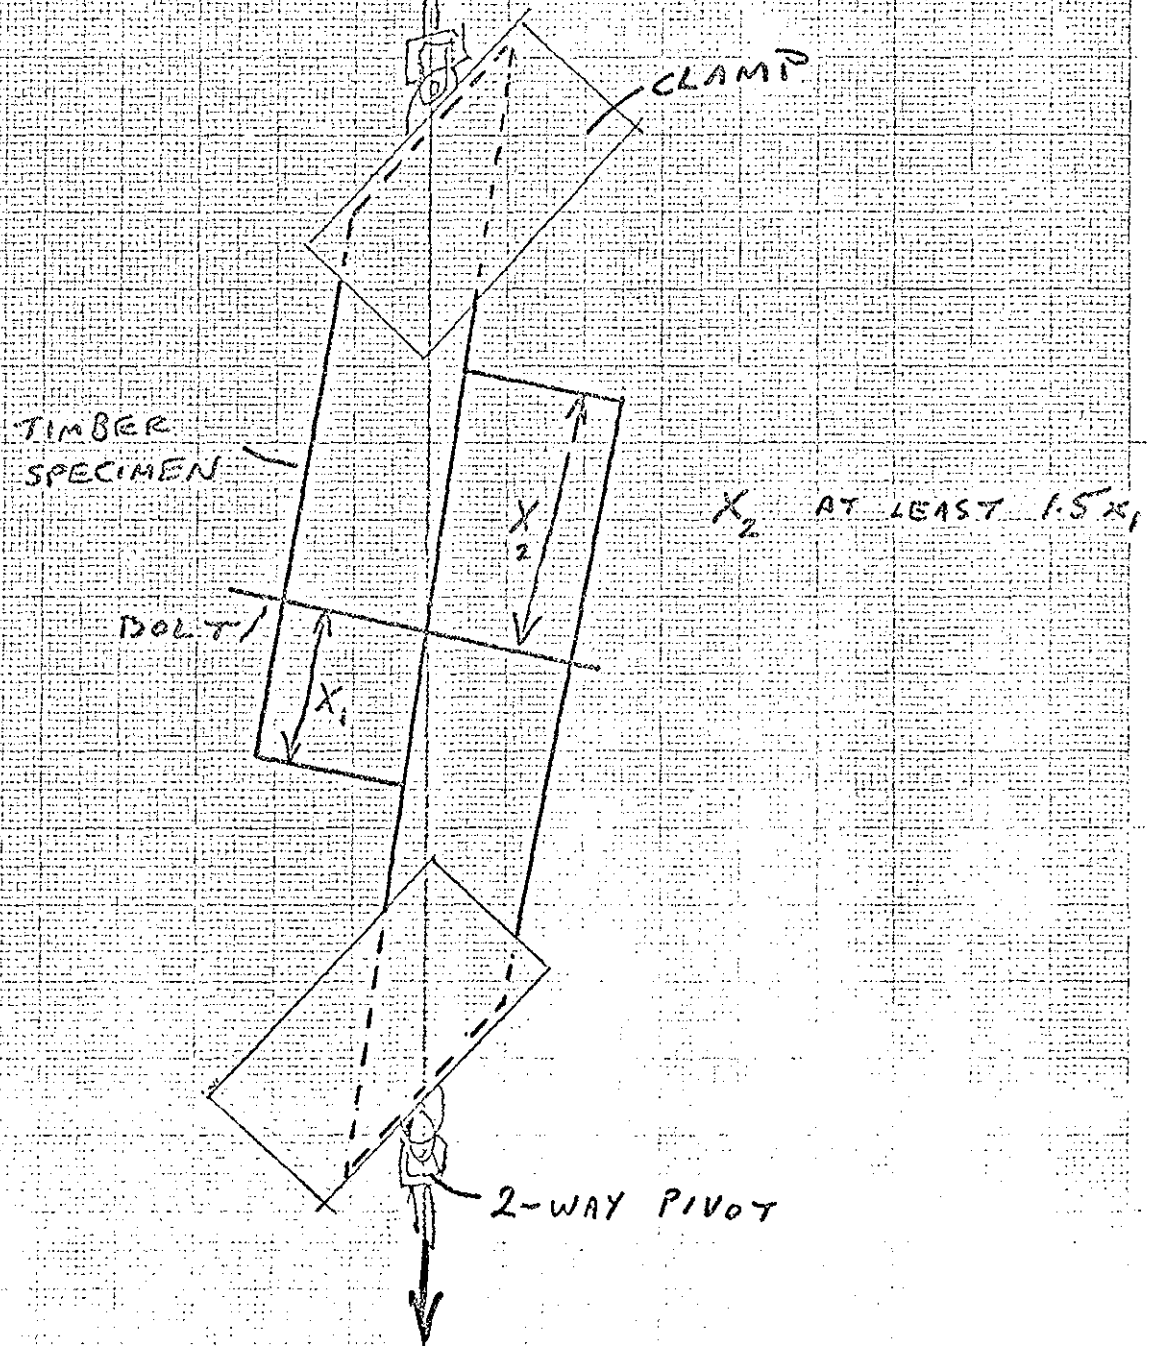 CLAMP
TIMBER
SPECIMEN
X₂
X₂ AT LEAST 1.5x₁
BOLT
X₁
2-WAY PIVOT